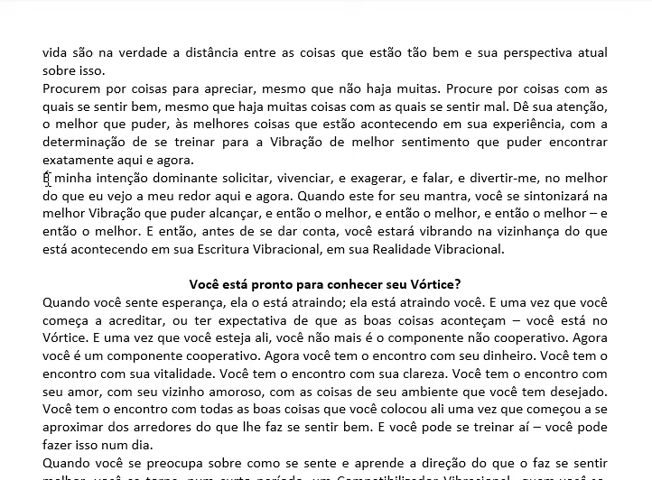 vida são na verdade a distância entre as coisas que estão tão bem e sua perspectiva atual
sobre isso.
Procurem por coisas para apreciar, mesmo que não haja muitas. Procure por coisas com as
quais se sentir bem, mesmo que haja muitas coisas com as quais se sentir mal. Dê sua atenção,
o melhor que puder, às melhores coisas que estão acontecendo em sua experiência, com a
determinação de se treinar para a Vibração de melhor sentimento que puder encontrar
exatamente aqui e agora.
É minha intenção dominante solicitar, vivenciar, e exagerar, e falar, e divertir-me, no melhor
do que eu vejo a meu redor aqui e agora. Quando este for seu mantra, você se sintonizará na
melhor Vibração que puder alcançar, e então o melhor, e então o melhor, e então o melhor – e
então o melhor. E então, antes de se dar conta, você estará vibrando na vizinhança do que
está acontecendo em sua Escritura Vibracional, em sua Realidade Vibracional.
Você está pronto para conhecer seu Vórtice?
Quando você sente esperança, ela o está atraindo; ela está atraindo você. E uma vez que você
começa a acreditar, ou ter expectativa de que as boas coisas aconteçam – você está no
Vórtice. E uma vez que você esteja ali, você não mais é o componente não cooperativo. Agora
você é um componente cooperativo. Agora você tem o encontro com seu dinheiro. Você tem o
encontro com sua vitalidade. Você tem o encontro com sua clareza. Você tem o encontro com
seu amor, com seu vizinho amoroso, com as coisas de seu ambiente que você tem desejado.
Você tem o encontro com todas as boas coisas que você colocou ali uma vez que começou a se
aproximar dos arredores do que lhe faz se sentir bem. E você pode se treinar aí – você pode
fazer isso num dia.
Quando você se preocupa sobre como se sente e aprende a direção do que o faz se sentir
melhor, você se torna, num curto período, um Compatibilizador Vibracional, quem você se